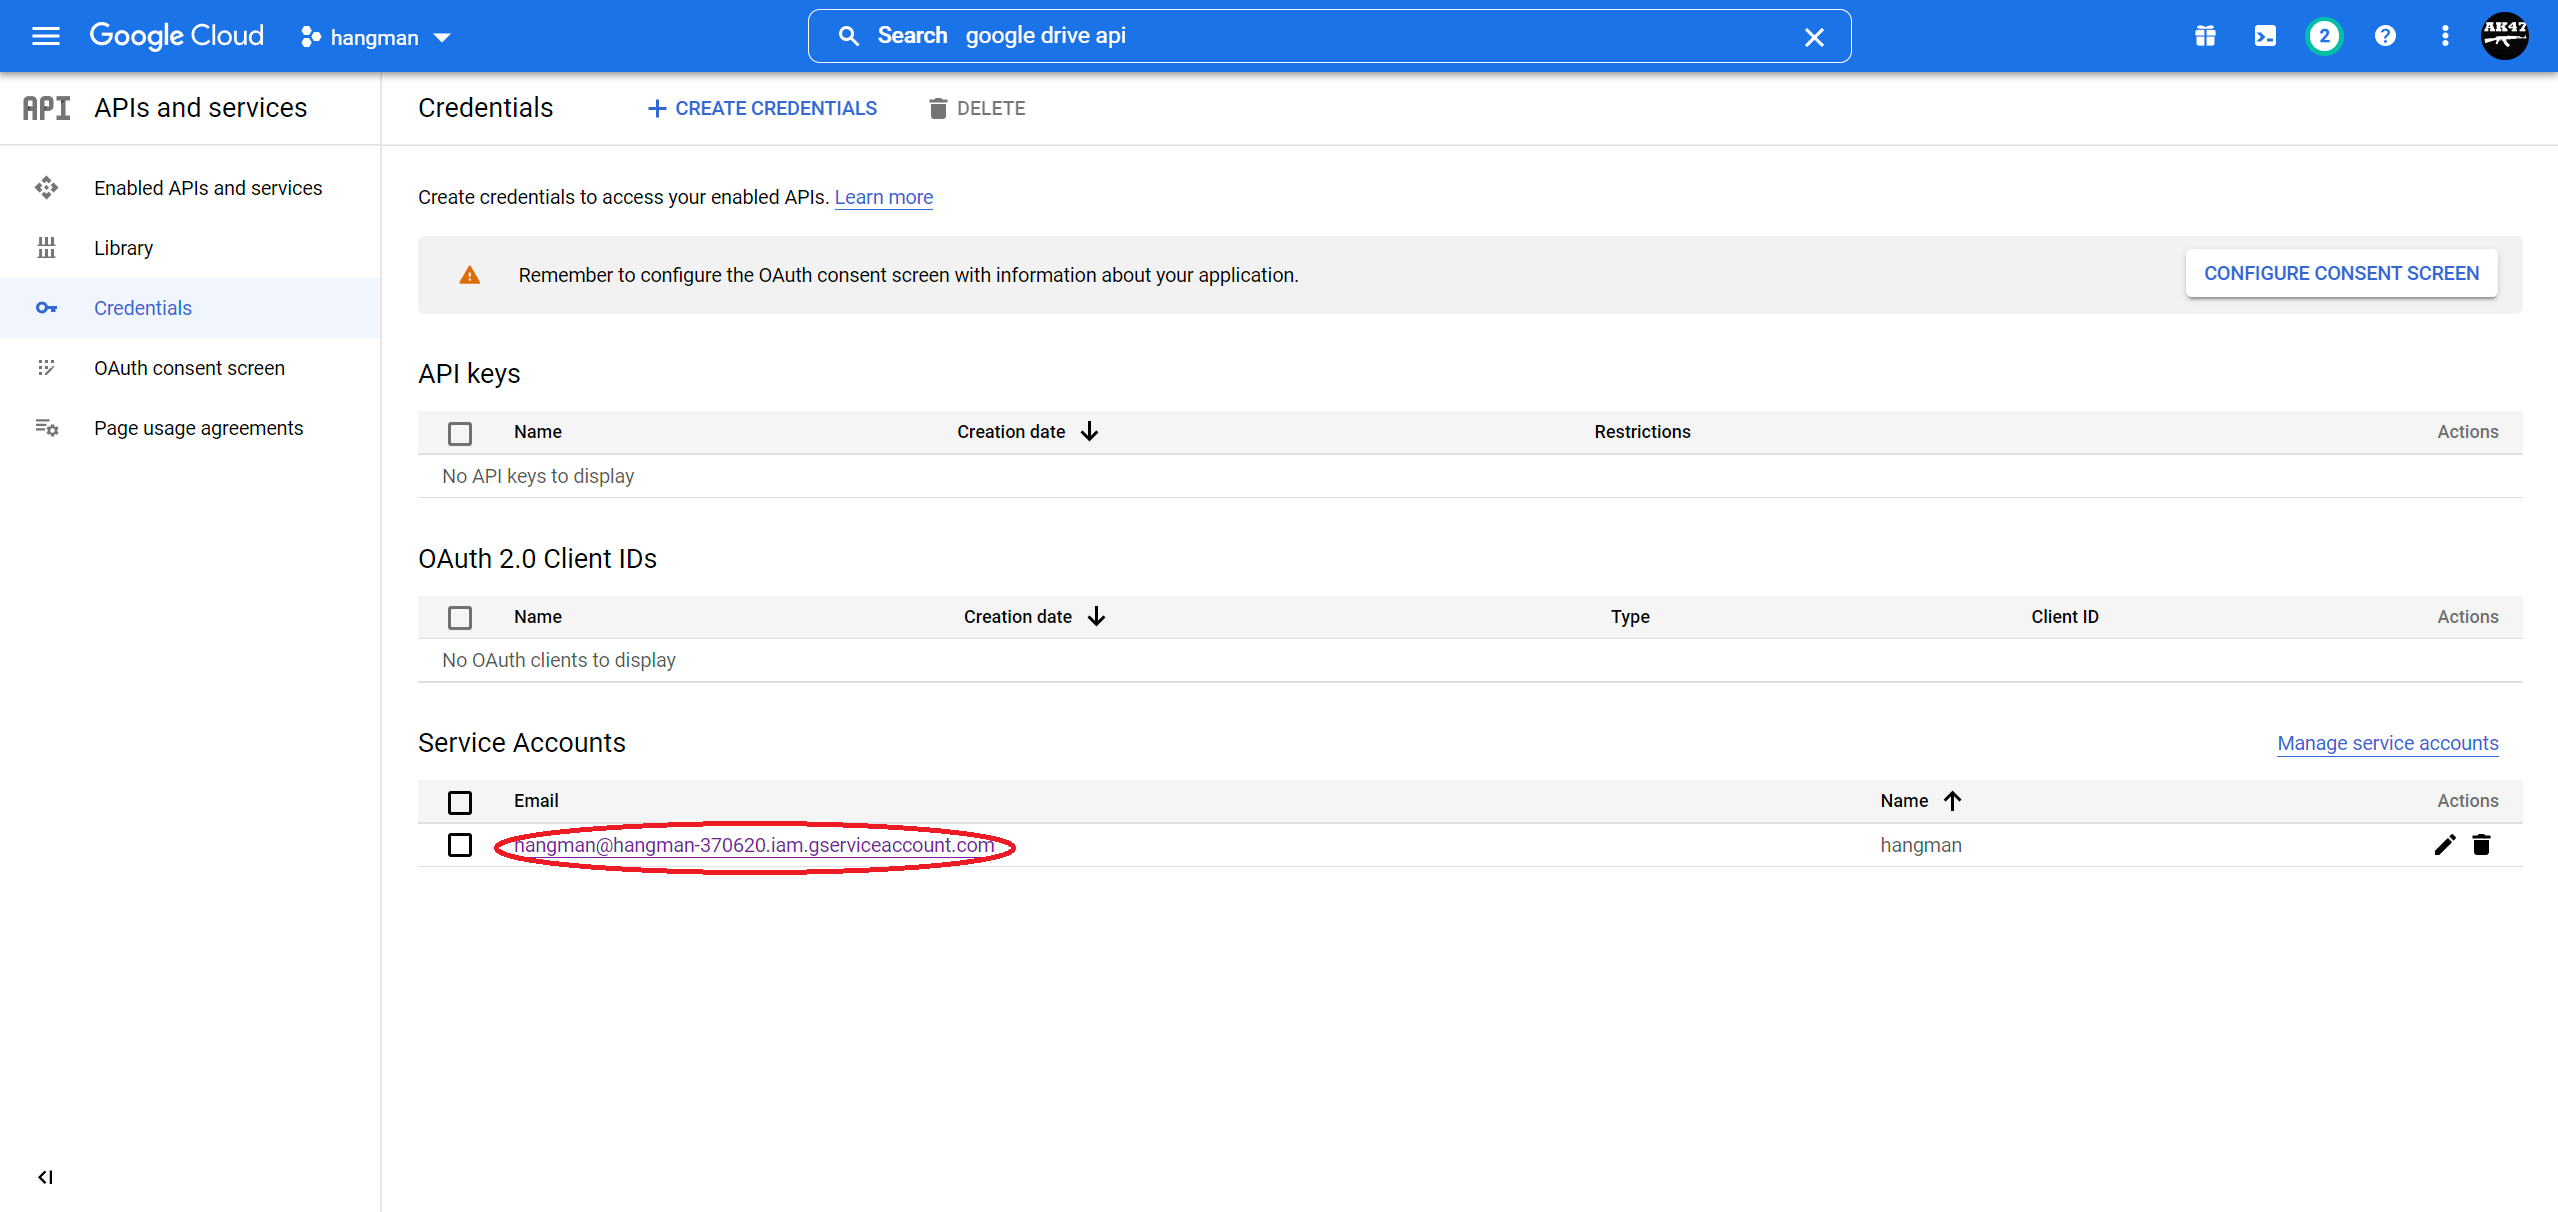 Google Cloud hangman Search google drive api 2 ? AK47
API APIs and services
Credentials + CREATE CREDENTIALS DELETE
Enabled APIs and services
Library
Credentials
OAuth consent screen
Page usage agreements
Create credentials to access your enabled APIs. Learn more
Remember to configure the OAuth consent screen with information about your application. CONFIGURE CONSENT SCREEN
API keys
Name Creation date Restrictions Actions
No API keys to display
OAuth 2.0 Client IDs
Name Creation date Type Client ID Actions
No OAuth clients to display
Service Accounts Manage service accounts
Email Name Actions
hangman@hangman-370620.iam.gserviceaccount.com hangman